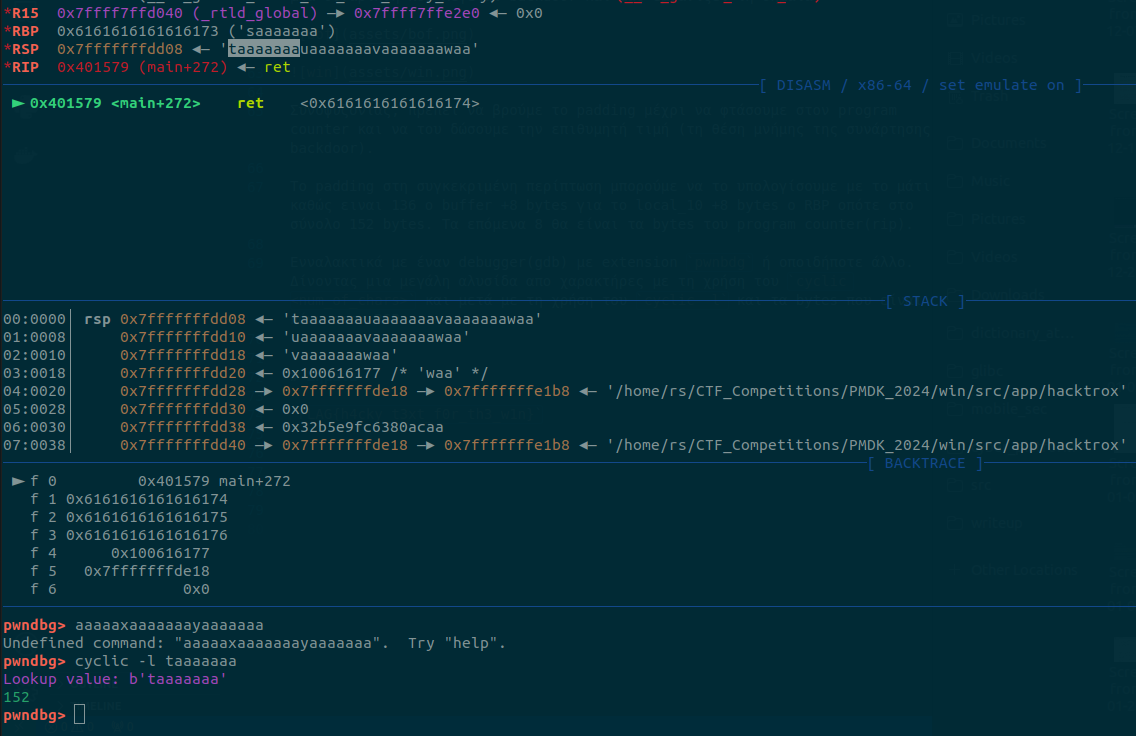 *R15 0x7ffff7ffd040 (_rtld_global) —▸ 0x7ffff7ffe2e0 ◂— 0x0
*RBP 0x6161616161616173 ('saaaaaaa')
*RSP 0x7fffffffdd08 ◂— 'taaaaaaauaaaaaaavaaaaaaawaa'
*RIP 0x401579 (main+272) ◂— ret
[ DISASM / x86-64 / set emulate on ]
► 0x401579 <main+272> ret <0x6161616161616174>
[ STACK ]
00:0000│ rsp 0x7fffffffdd08 ◂— 'taaaaaaauaaaaaaavaaaaaaawaa'
01:0008│ 0x7fffffffdd10 ◂— 'uaaaaaaavaaaaaaawaa'
02:0010│ 0x7fffffffdd18 ◂— 'vaaaaaaawaa'
03:0018│ 0x7fffffffdd20 ◂— 0x100616177 /* 'waa' */
04:0020│ 0x7fffffffdd28 —▸ 0x7fffffffde18 —▸ 0x7fffffffe1b8 ◂— '/home/rs/CTF_Competitions/PMDK_2024/win/src/app/hacktrox'
05:0028│ 0x7fffffffdd30 ◂— 0x0
06:0030│ 0x7fffffffdd38 ◂— 0x32b5e9fc6380acaa
07:0038│ 0x7fffffffdd40 —▸ 0x7fffffffde18 —▸ 0x7fffffffe1b8 ◂— '/home/rs/CTF_Competitions/PMDK_2024/win/src/app/hacktrox'
[ BACKTRACE ]
► f 0 0x401579 main+272
f 1 0x6161616161616174
f 2 0x6161616161616175
f 3 0x6161616161616176
f 4 0x100616177
f 5 0x7fffffffde18
f 6 0x0
pwndbg> aaaaaxaaaaaaayaaaaaaa
Undefined command: "aaaaaxaaaaaaayaaaaaaa". Try "help".
pwndbg> cyclic -l taaaaaaa
Lookup value: b'taaaaaaa'
152
pwndbg>